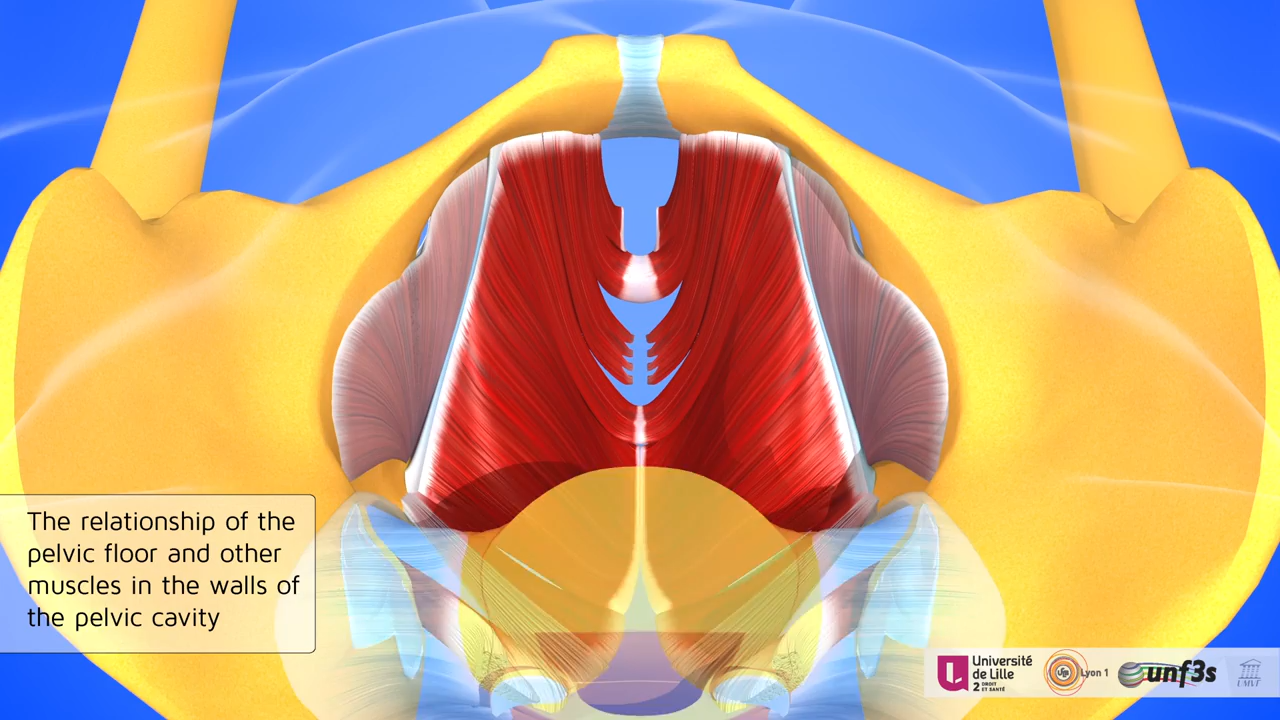 The relationship of the
pelvic floor and other
muscles in the walls of
the pelvic cavity
Université
de Lille
2 DROIT
ET SANTÉ
Lyon 1
unf3s
UMVF